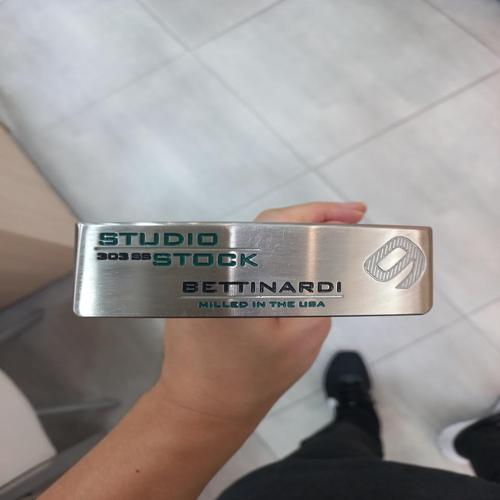 STUDIO
303 SS STOCK
BETTINARDI
MILLED IN THE USA